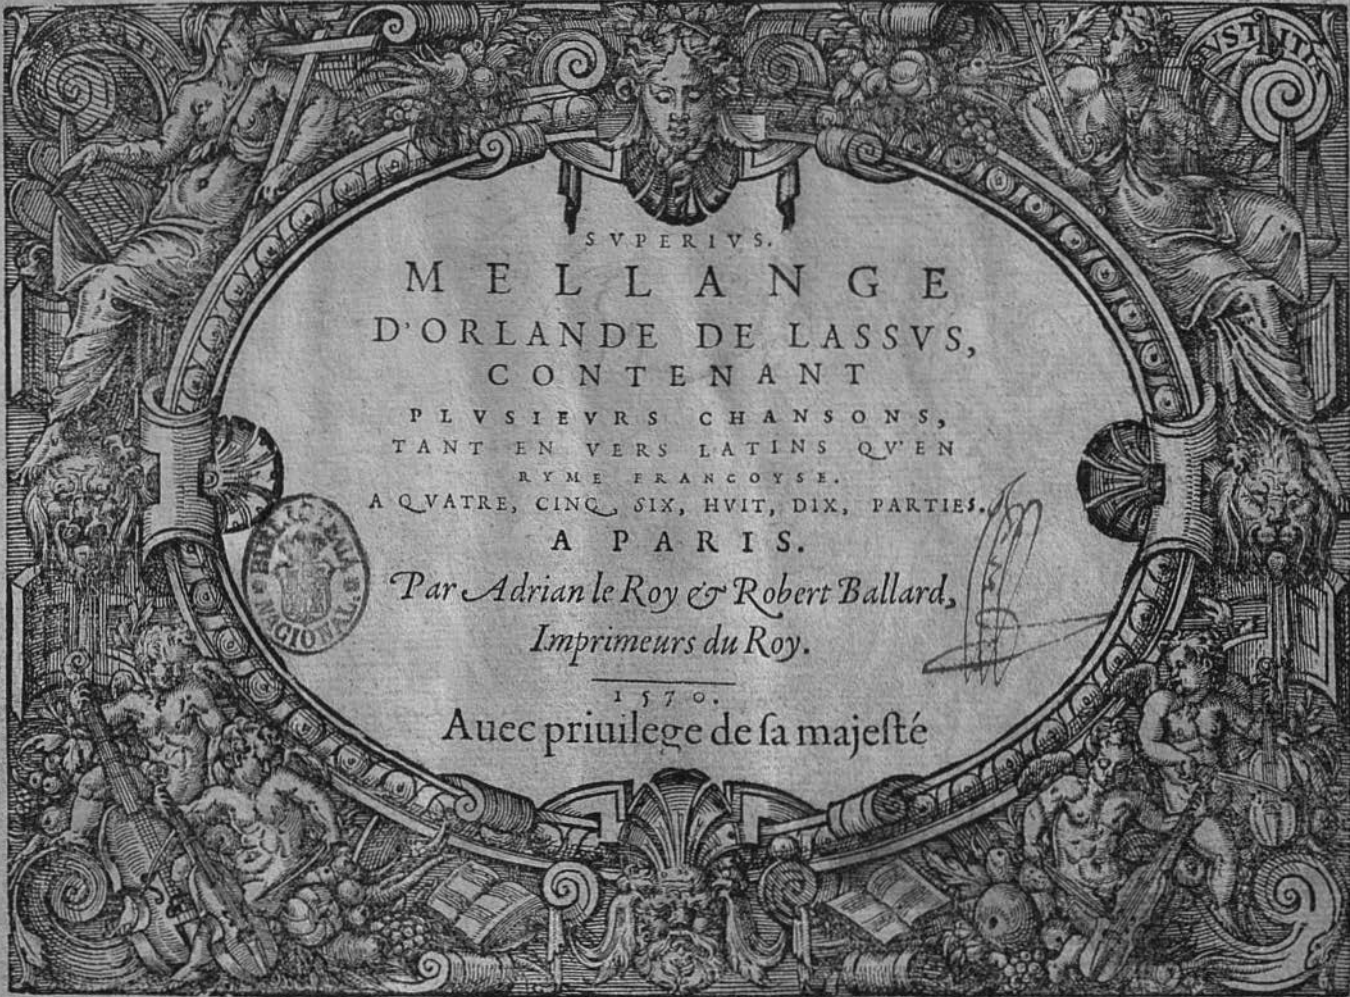 IVSTITIA
SVPERIVS.
MELLANGE
D'ORLANDE DE LASSVS,
CONTENANT
PLVSIEVRS CHANSONS,
TANT EN VERS LATINS QV'EN
RYME FRANCOYSE.
A QVATRE, CINQ, SIX, HVIT, DIX, PARTIES.
A PARIS.
Par Adrian le Roy & Robert Ballard,
Imprimeurs du Roy.
1570.
Auec priuilege de ſa majeſté
BIBLIOTECA NACIONAL.